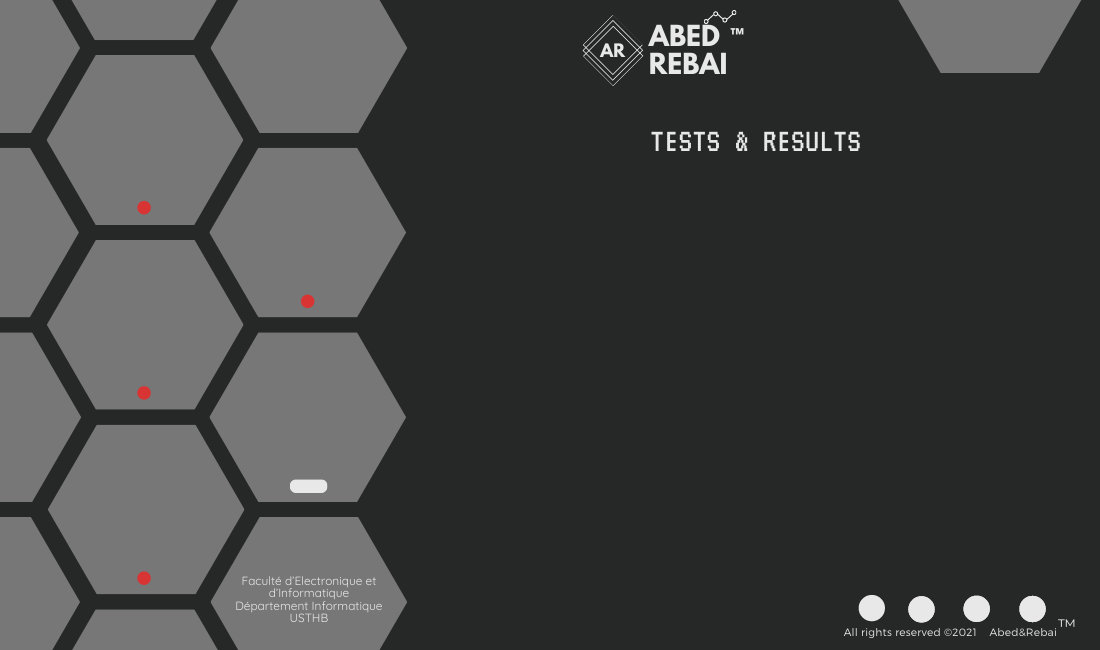 AR
ABED TM
REBAI
TESTS & RESULTS
Faculté d'Electronique et
d'Informatique
Département Informatique
USTHB
All rights reserved ©2021 Abed&Rebai TM